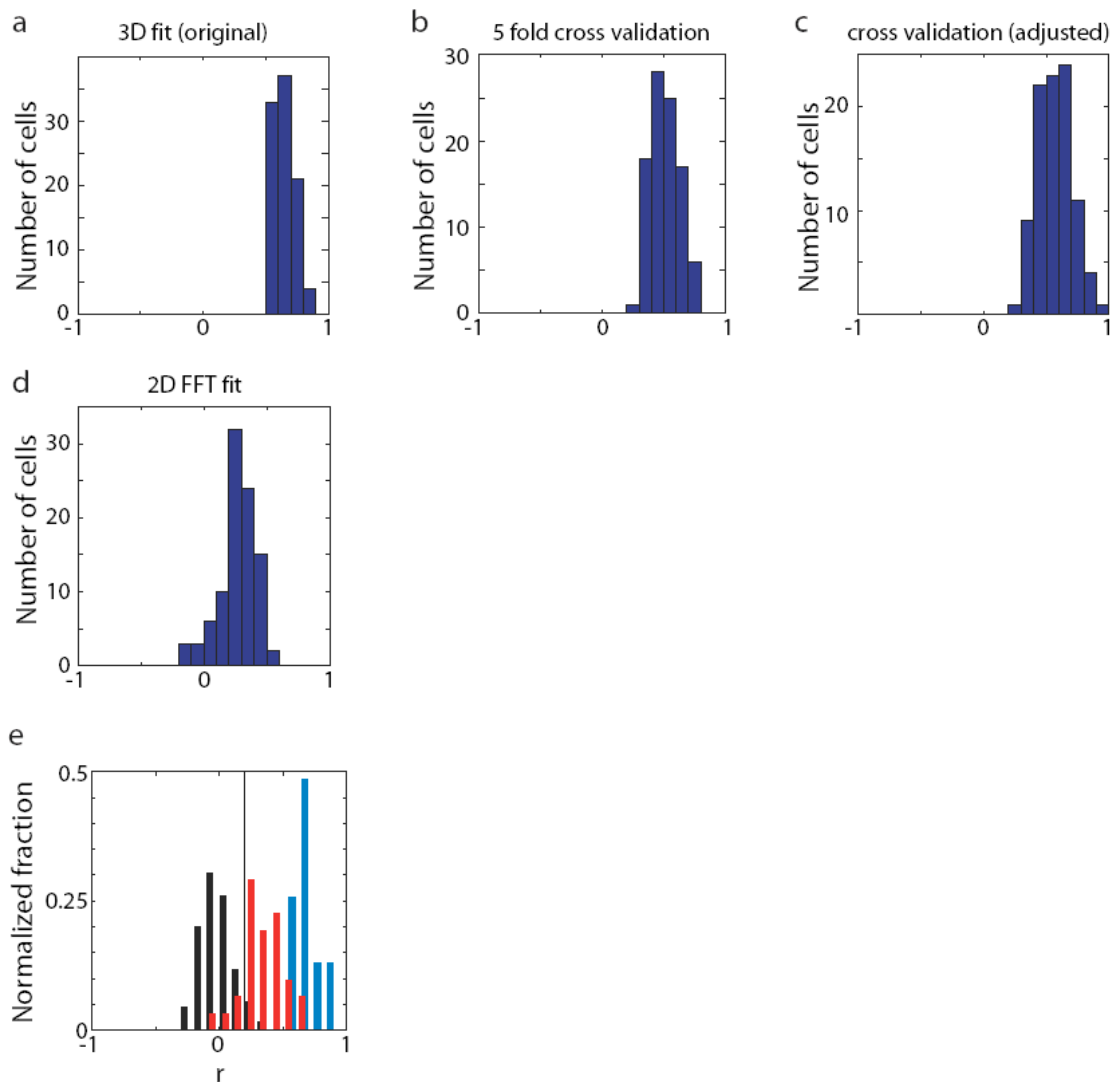 a
3D fit (original)
Number of cells
30
20
10
0
-1
0
1
b
5 fold cross validation
Number of cells
30
20
10
0
-1
0
1
c
cross validation (adjusted)
Number of cells
20
10
-1
0
1
d
2D FFT fit
Number of cells
30
20
10
0
-1
0
1
e
Normalized fraction
0.5
0.25
0
-1
0
1
r